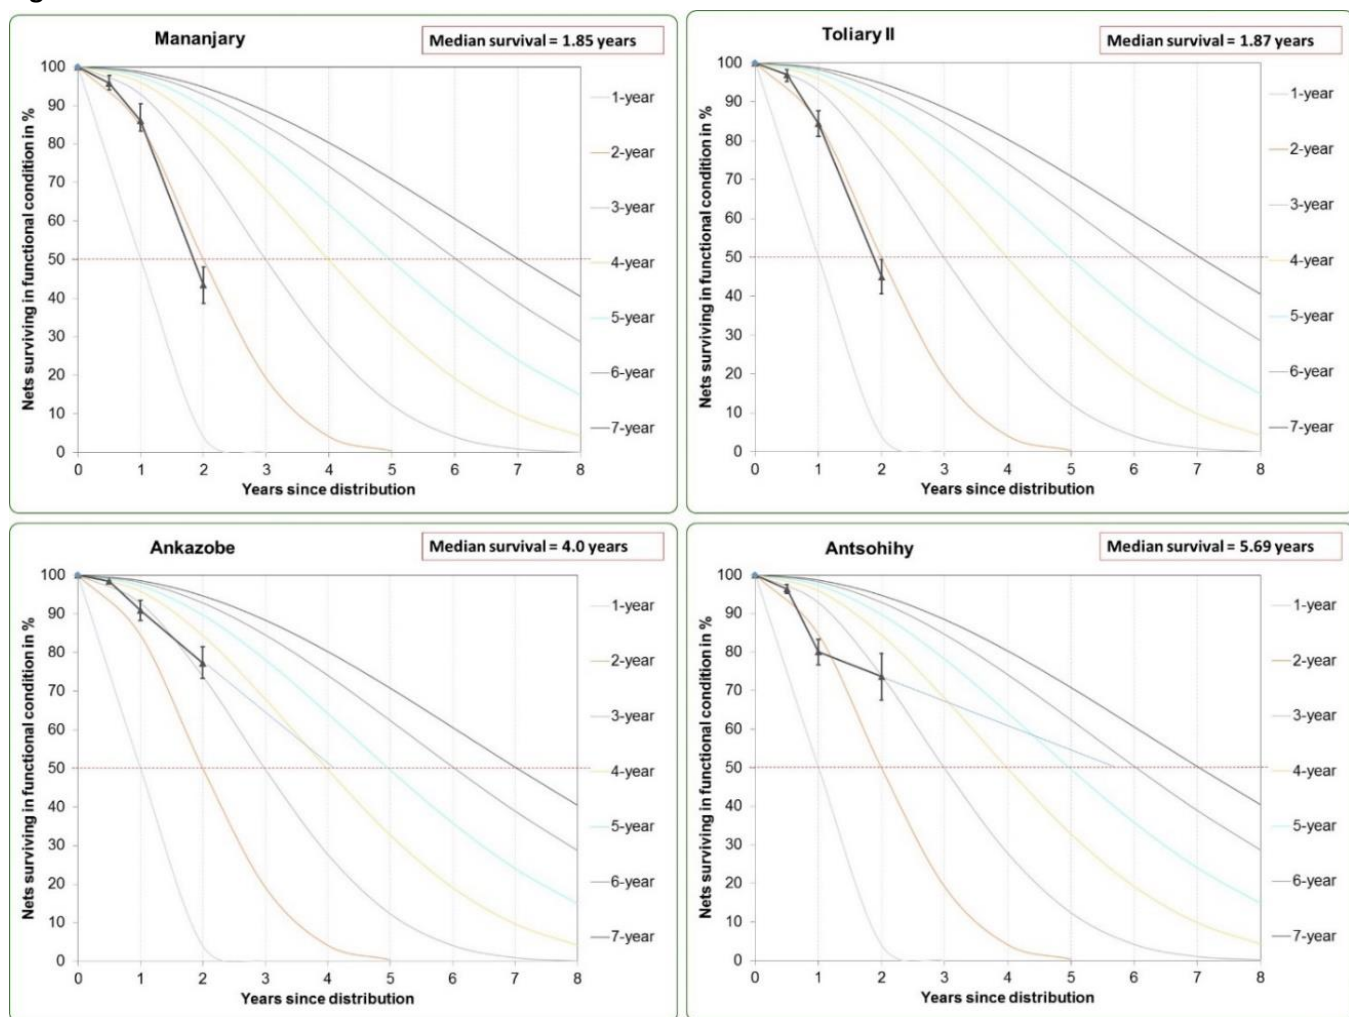 Mananjary
Median survival = 1.85 years
Nets surviving in functional condition in %
100
90
80
70
60
50
40
30
20
10
0
0 1 2 3 4 5 6 7 8
Years since distribution
1-year
2-year
3-year
4-year
5-year
6-year
7-year
Toliary II
Median survival = 1.87 years
Nets surviving in functional condition in %
100
90
80
70
60
50
40
30
20
10
0
0 1 2 3 4 5 6 7 8
Years since distribution
1-year
2-year
3-year
4-year
5-year
6-year
7-year
Ankazobe
Median survival = 4.0 years
Nets surviving in functional condition in %
100
90
80
70
60
50
40
30
20
10
0
0 1 2 3 4 5 6 7 8
Years since distribution
1-year
2-year
3-year
4-year
5-year
6-year
7-year
Antsohihy
Median survival = 5.69 years
Nets surviving in functional condition in %
100
90
80
70
60
50
40
30
20
10
0
0 1 2 3 4 5 6 7 8
Years since distribution
1-year
2-year
3-year
4-year
5-year
6-year
7-year